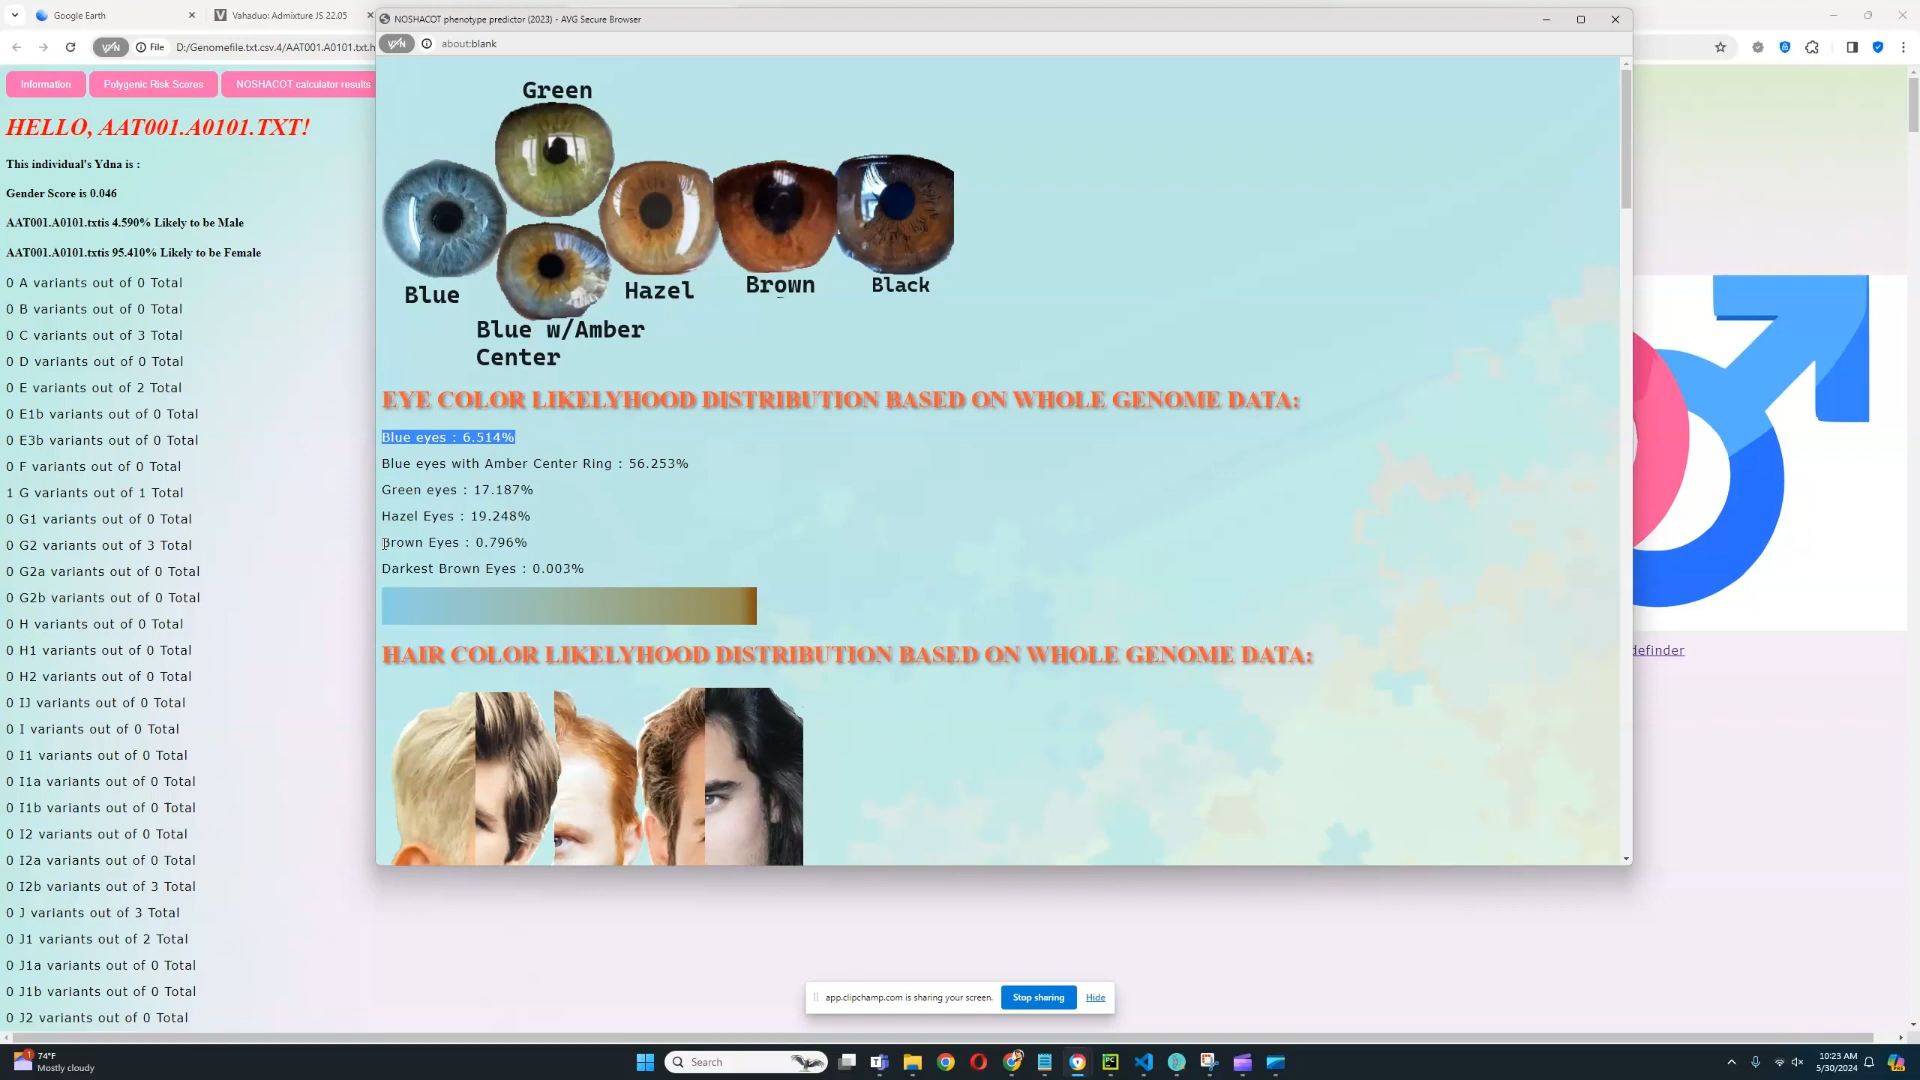 Google Earth
Vahaduo: Admixture JS 22.05
NOSHACOT phenotype predictor (2023) - AVG Secure Browser
VPN
File
D:/Genomefile.txt.csv.4/AAT001.A0101.txt.h
VPN
about:blank
Information
Polygenic Risk Scores
NOSHACOT calculator results
HELLO, AAT001.A0101.TXT!
This individual's Ydna is :
Gender Score is 0.046
AAT001.A0101.txtis 4.590% Likely to be Male
AAT001.A0101.txtis 95.410% Likely to be Female
0 A variants out of 0 Total
0 B variants out of 0 Total
0 C variants out of 3 Total
0 D variants out of 0 Total
0 E variants out of 2 Total
0 E1b variants out of 0 Total
0 E3b variants out of 0 Total
0 F variants out of 0 Total
1 G variants out of 1 Total
0 G1 variants out of 0 Total
0 G2 variants out of 3 Total
0 G2a variants out of 0 Total
0 G2b variants out of 0 Total
0 H variants out of 0 Total
0 H1 variants out of 0 Total
0 H2 variants out of 0 Total
0 IJ variants out of 0 Total
0 I variants out of 0 Total
0 I1 variants out of 0 Total
0 I1a variants out of 0 Total
0 I1b variants out of 0 Total
0 I2 variants out of 0 Total
0 I2a variants out of 0 Total
0 I2b variants out of 3 Total
0 J variants out of 3 Total
0 J1 variants out of 2 Total
0 J1a variants out of 0 Total
0 J1b variants out of 0 Total
0 J2 variants out of 0 Total
Green
Blue
Hazel
Brown
Black
Blue w/Amber
Center
EYE COLOR LIKELYHOOD DISTRIBUTION BASED ON WHOLE GENOME DATA:
Blue eyes : 6.514%
Blue eyes with Amber Center Ring : 56.253%
Green eyes : 17.187%
Hazel Eyes : 19.248%
Brown Eyes : 0.796%
Darkest Brown Eyes : 0.003%
HAIR COLOR LIKELYHOOD DISTRIBUTION BASED ON WHOLE GENOME DATA:
definder
app.clipchamp.com is sharing your screen.
Stop sharing
Hide
1
74°F
Mostly cloudy
Search
10:23 AM
5/30/2024